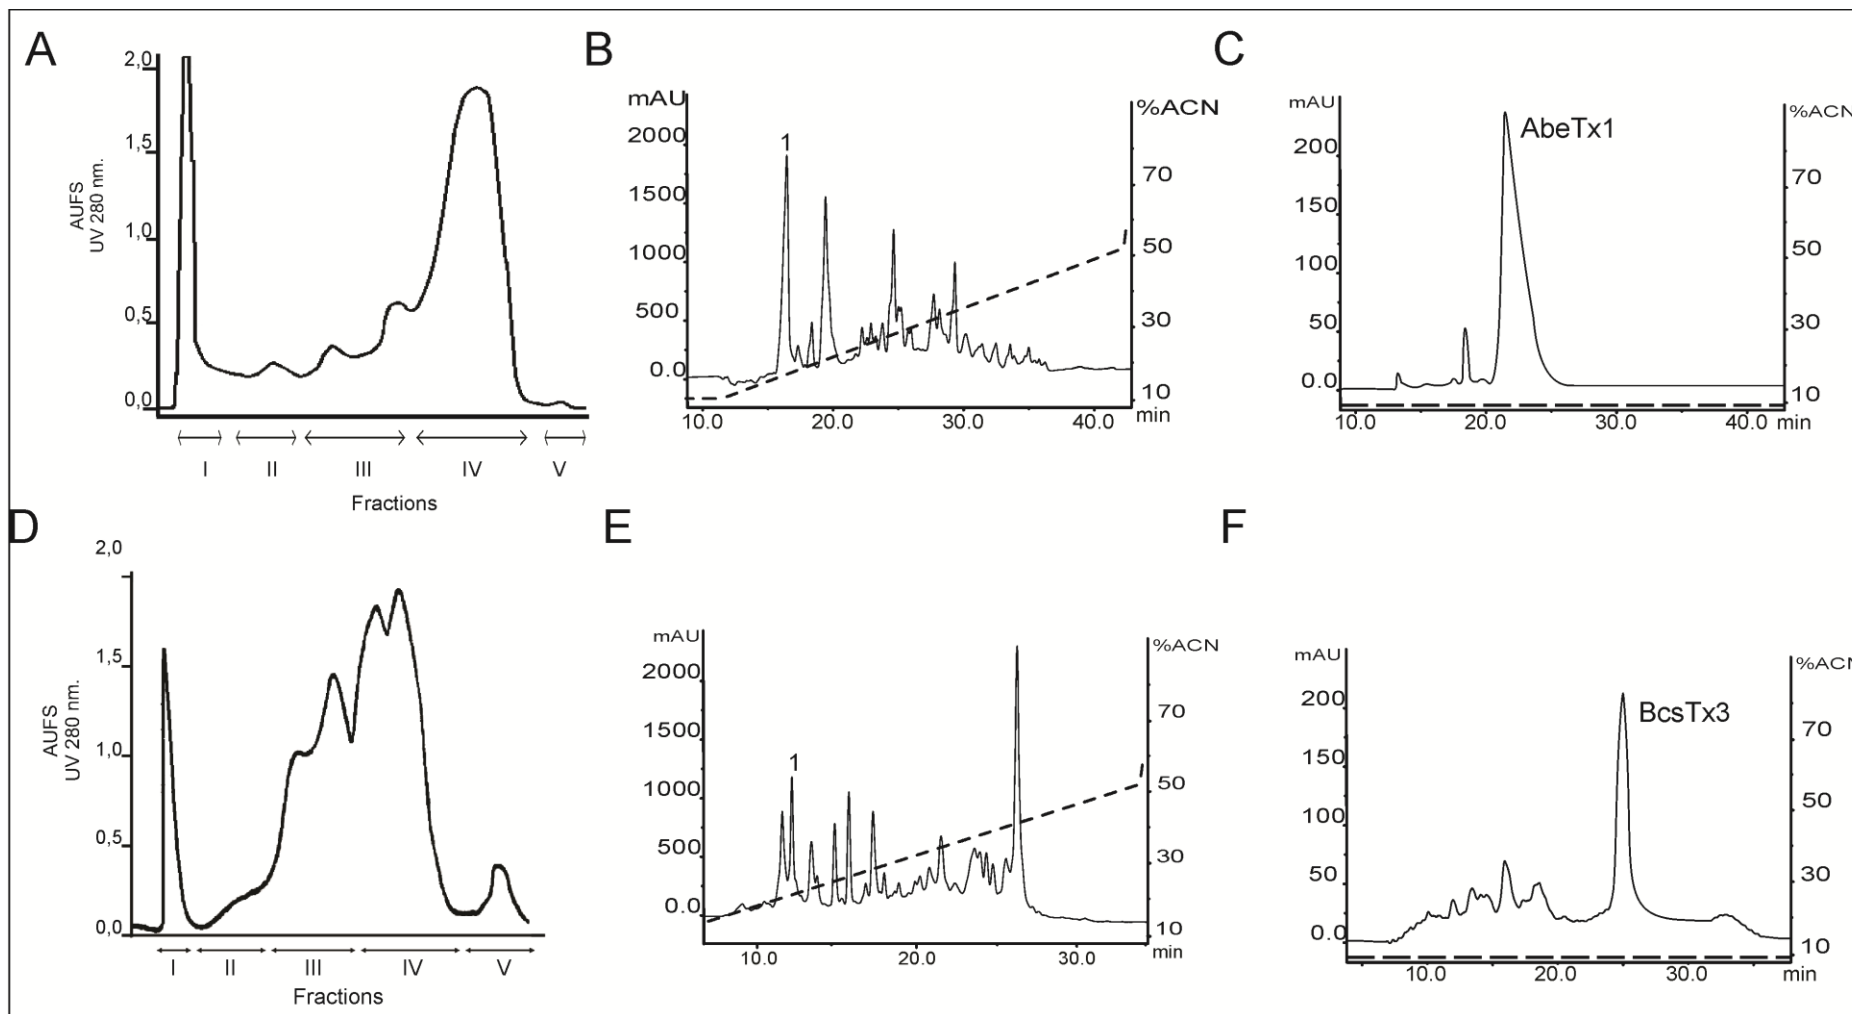 A
AUFS
UV 280 nm.
2,0
1,5
1,0
0,5
0,0
I II III IV V
Fractions
B
mAU
%ACN
2000
1500
1000
500
0.0
1
70
50
30
10
10.0 20.0 30.0 40.0 min
C
mAU
%ACN
200
150
100
50
0.0
AbeTx1
70
50
30
10
10.0 20.0 30.0 40.0 min
D
AUFS
UV 280 nm.
2,0
1,5
1,0
0,5
0,0
I II III IV V
Fractions
E
mAU
%ACN
2000
1500
1000
500
0.0
1
70
50
30
10
10.0 20.0 30.0 min
F
mAU
%ACN
200
150
100
50
0.0
BcsTx3
70
50
30
10
10.0 20.0 30.0 min